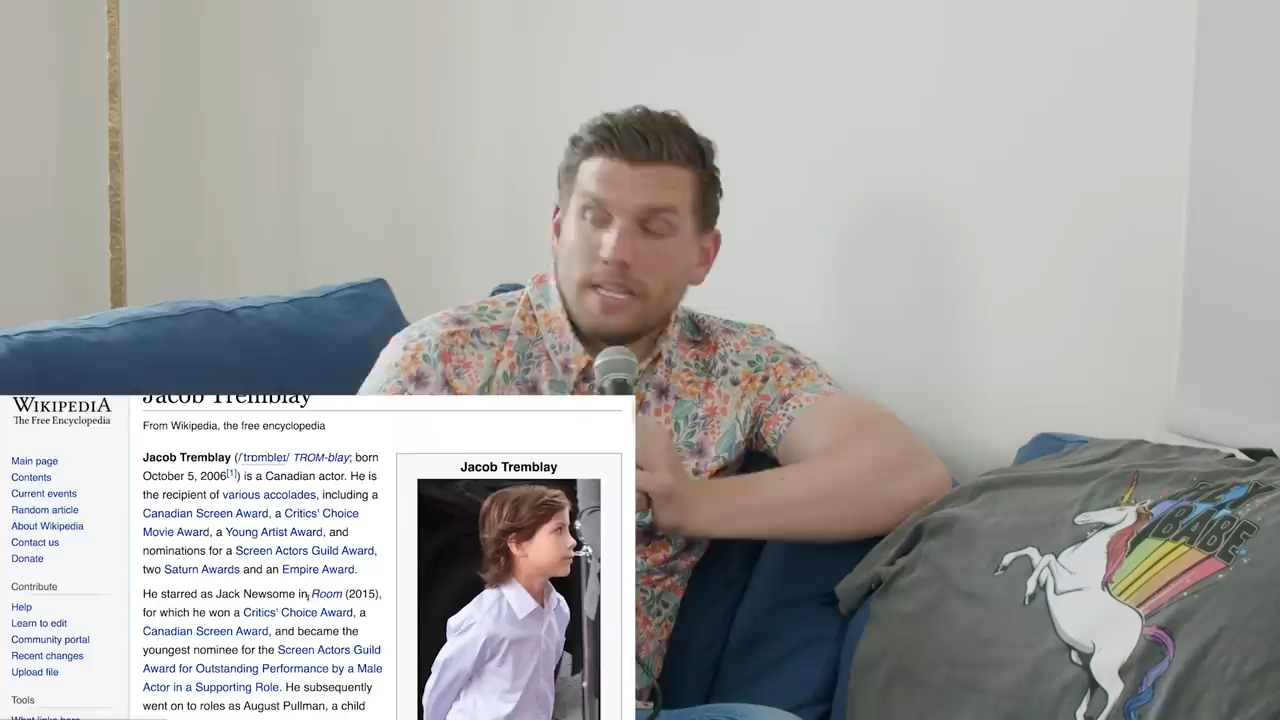 Jacob Tremblay
WIKIPEDIA
The Free Encyclopedia
From Wikipedia, the free encyclopedia
Main page
Contents
Current events
Random article
About Wikipedia
Contact us
Donate
Contribute
Help
Learn to edit
Community portal
Recent changes
Upload file
Tools
What links here
Jacob Tremblay (/ˈtrɒmbleɪ/ TROM-blay; born
October 5, 2006[1]) is a Canadian actor. He is
the recipient of various accolades, including a
Canadian Screen Award, a Critics' Choice
Movie Award, a Young Artist Award, and
nominations for a Screen Actors Guild Award,
two Saturn Awards and an Empire Award.
He starred as Jack Newsome in Room (2015),
for which he won a Critics' Choice Award, a
Canadian Screen Award, and became the
youngest nominee for the Screen Actors Guild
Award for Outstanding Performance by a Male
Actor in a Supporting Role. He subsequently
went on to roles as August Pullman, a child
Jacob Tremblay
BABE